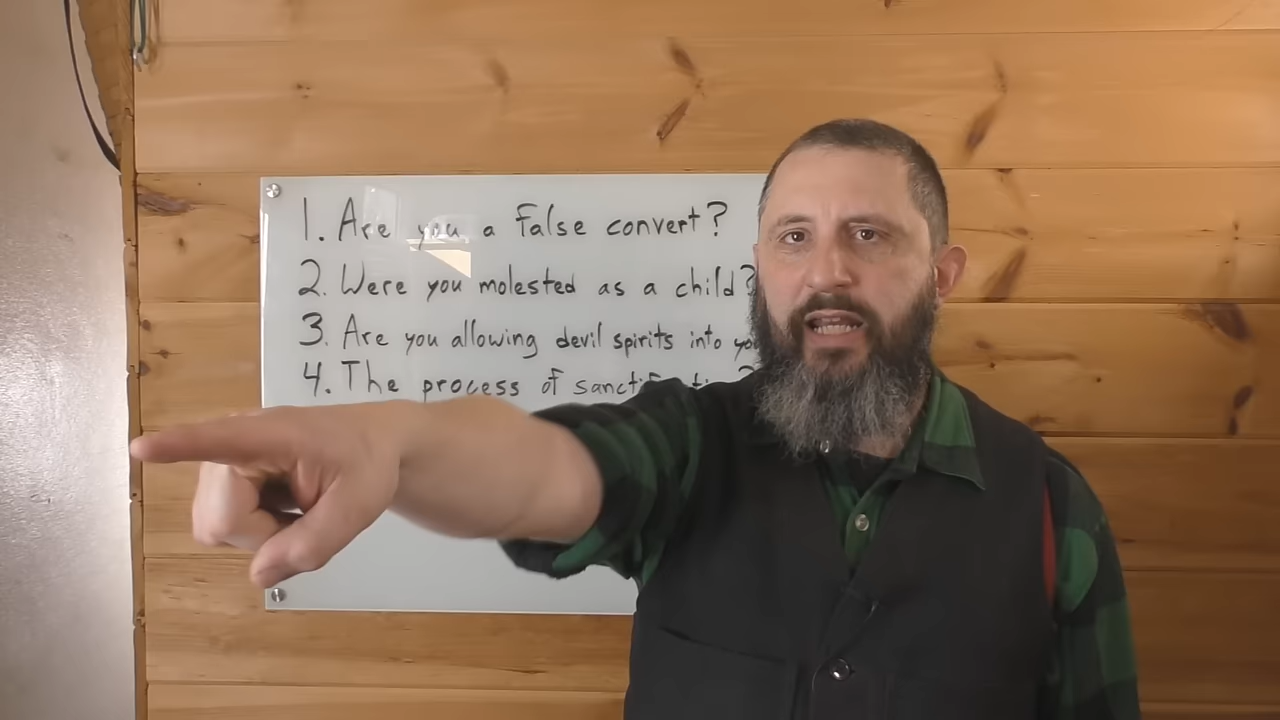 1. Are you a false convert?
2. Were you molested as a child?
3. Are you allowing devil spirits into
4. The process of